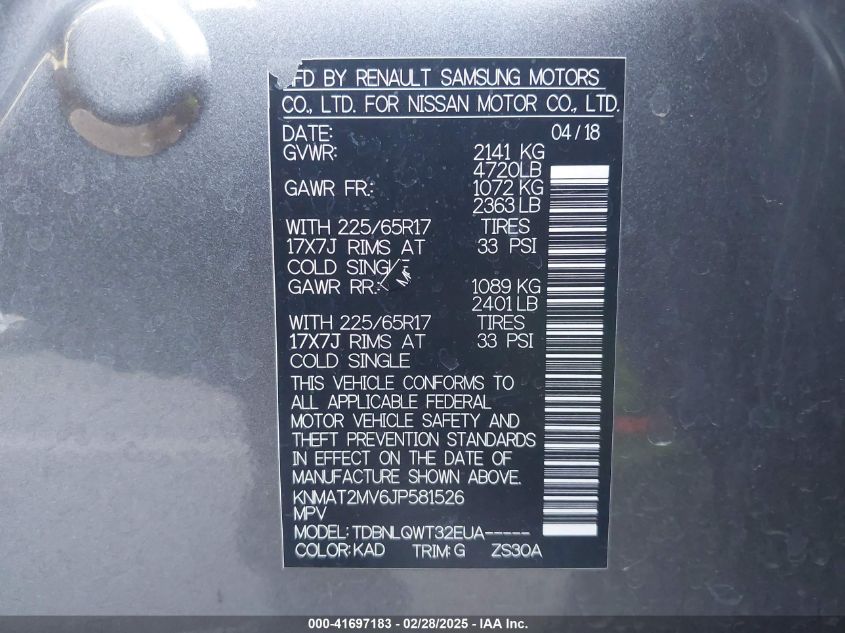 MFD BY RENAULT SAMSUNG MOTORS
CO., LTD. FOR NISSAN MOTOR CO., LTD.
DATE: 04/18
GVWR: 2141 KG
4720LB
GAWR FR.: 1072 KG
2363 LB
WITH 225/65R17 TIRES
17X7J RIMS AT 33 PSI
COLD SINGLE
GAWR RR.: 1089 KG
2401 LB
WITH 225/65R17 TIRES
17X7J RIMS AT 33 PSI
COLD SINGLE
THIS VEHICLE CONFORMS TO
ALL APPLICABLE FEDERAL
MOTOR VEHICLE SAFETY AND
THEFT PREVENTION STANDARDS
IN EFFECT ON THE DATE OF
MANUFACTURE SHOWN ABOVE.
KNMAT2MV6JP581526
MPV
MODEL: TDBNLQWT32EUA-----
COLOR: KAD TRIM: G ZS30A
000-41697183 - 02/28/2025 - IAA Inc.